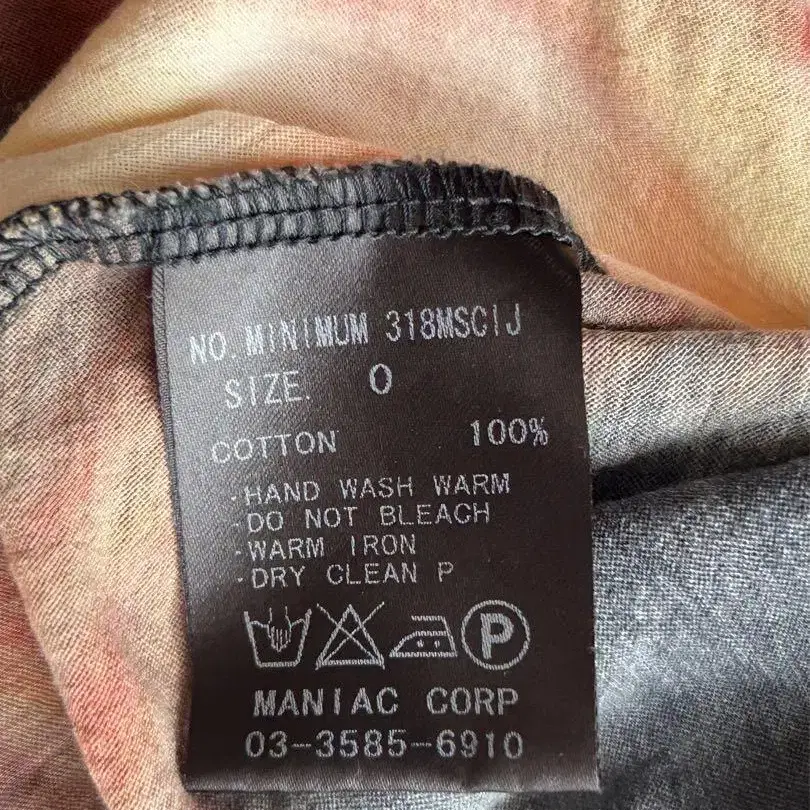 NO.MINIMUM 318MSCIJ
SIZE. 0
COTTON 100%
·HAND WASH WARM
·DO NOT BLEACH
·WARM IRON
·DRY CLEAN P
P
MANIAC CORP
03-3585-6910